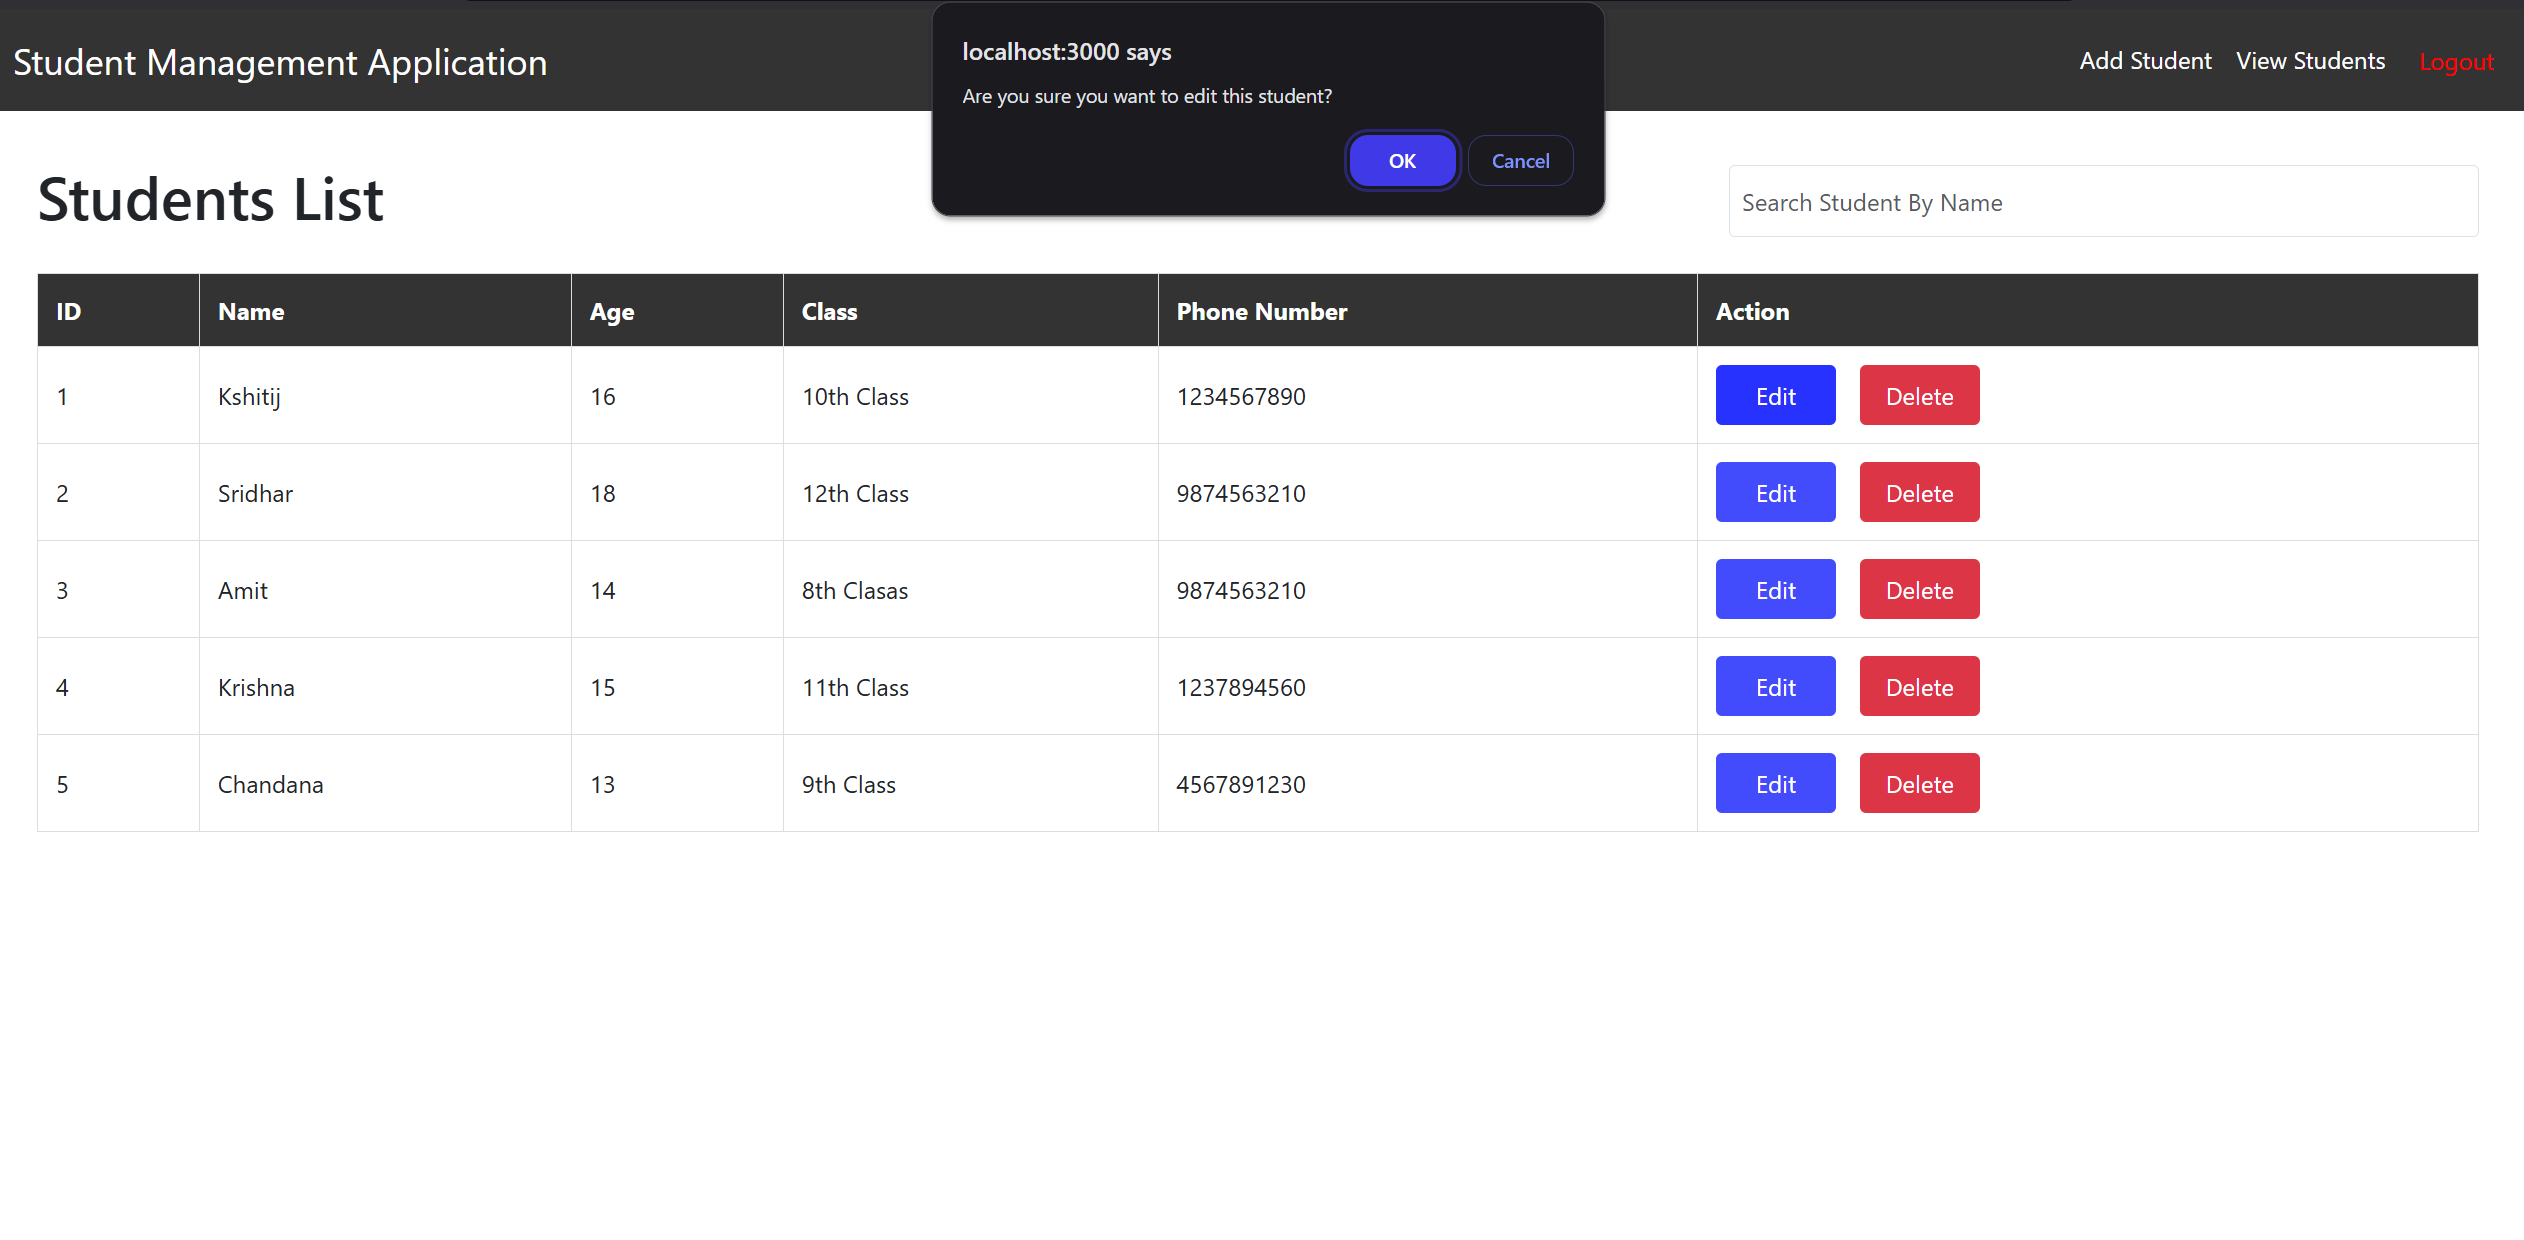 Student Management Application
Add Student View Students Logout
localhost:3000 says
Are you sure you want to edit this student?
OK Cancel
Students List
Search Student By Name
ID Name Age Class Phone Number Action
1 Kshitij 16 10th Class 1234567890 Edit Delete
2 Sridhar 18 12th Class 9874563210 Edit Delete
3 Amit 14 8th Clasas 9874563210 Edit Delete
4 Krishna 15 11th Class 1237894560 Edit Delete
5 Chandana 13 9th Class 4567891230 Edit Delete